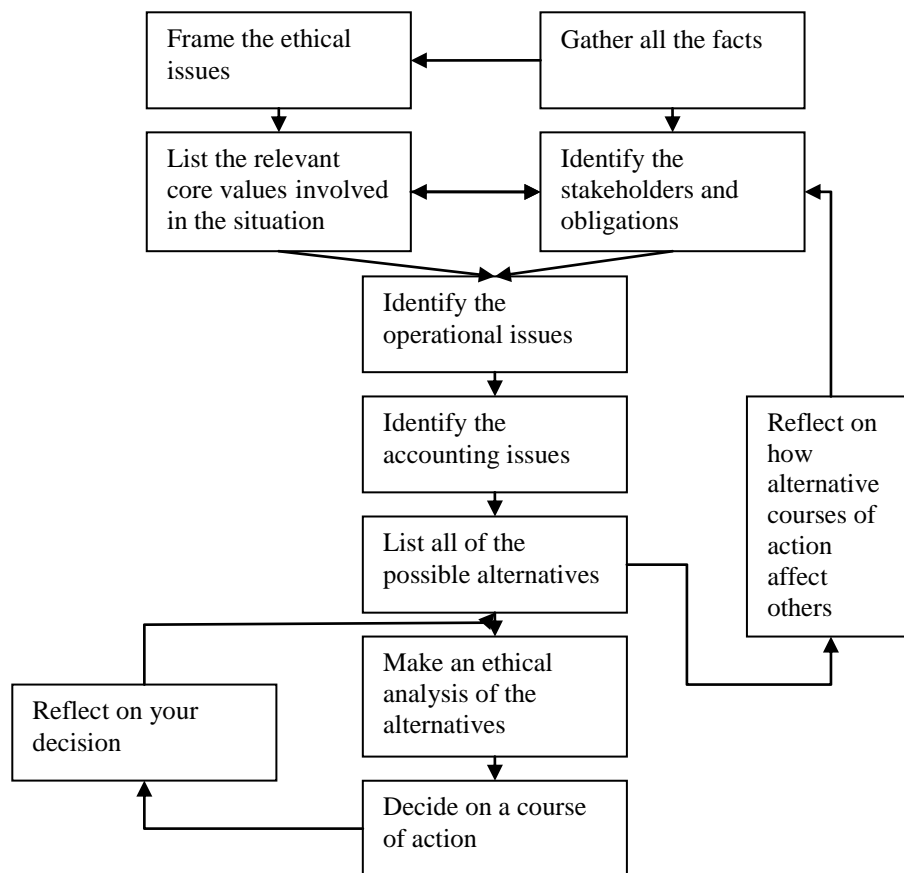 Frame the ethical
issues
Gather all the facts
List the relevant
core values involved
in the situation
Identify the
stakeholders and
obligations
Identify the
operational issues
Identify the
accounting issues
Reflect on
how
alternative
courses of
action
affect
others
List all of the
possible alternatives
Make an ethical
analysis of the
alternatives
Reflect on your
decision
Decide on a course
of action